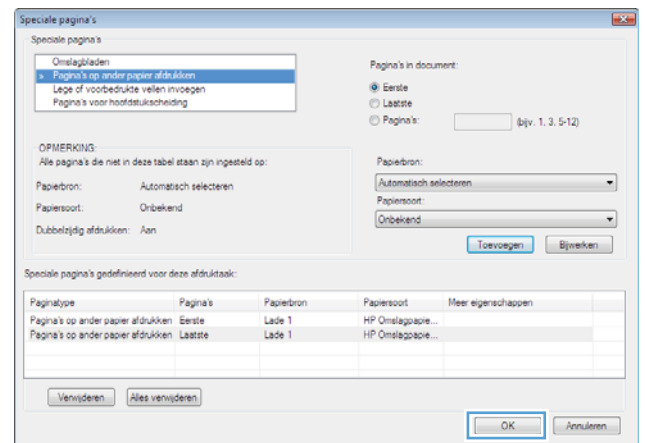 Speciale pagina's
Speciale pagina's
Omslagbladen
» Pagina's op ander papier afdrukken
Lege of voorbedrukte vellen invoegen
Pagina's voor hoofdstukscheiding
Pagina's in document:
Eerste
Laatste
Pagina's: (bijv. 1, 3, 5-12)
OPMERKING:
Alle pagina's die niet in deze tabel staan zijn ingesteld op:
Papierbron: Automatisch selecteren
Papiersoort: Onbekend
Dubbelzijdig afdrukken: Aan
Papierbron:
Automatisch selecteren
Papiersoort:
Onbekend
Toevoegen Bijwerken
Speciale pagina's gedefinieerd voor deze afdruktaak:
Paginatype Pagina's Papierbron Papiersoort Meer eigenschappen
Pagina's op ander papier afdrukken Eerste Lade 1 HP Omslagpapie...
Pagina's op ander papier afdrukken Laatste Lade 1 HP Omslagpapie...
Verwijderen Alles verwijderen
OK Annuleren